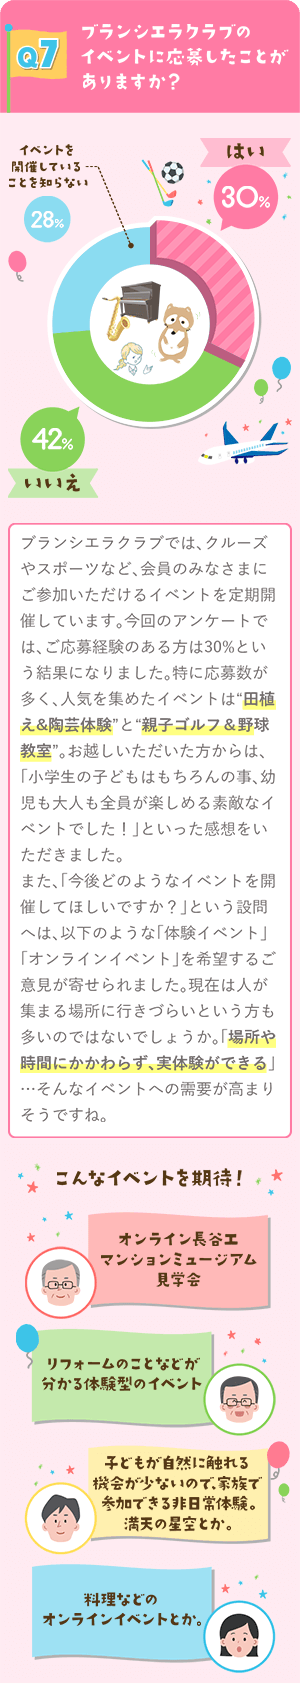 Q7
ブランシエラクラブの
イベントに応募したことが
ありますか？
イベントを
開催している
ことを知らない
28%
はい
30%
42%
いいえ
ブランシエラクラブでは、クルーズ
やスポーツなど、会員のみなさまに
ご参加いただけるイベントを定期開
催しています。今回のアンケートで
は、ご応募経験のある方は30%とい
う結果になりました。特に応募数が
多く、人気を集めたイベントは“田植
え&陶芸体験”と“親子ゴルフ＆野球
教室”。お越しいただいた方からは、
「小学生の子どもはもちろんの事、幼
児も大人も全員が楽しめる素敵なイ
ベントでした！」といった感想をい
ただきました。
また、「今後どのようなイベントを開
催してほしいですか？」という設問
へは、以下のような「体験イベント」
「オンラインイベント」を希望するご
意見が寄せられました。現在は人が
集まる場所に行きづらいという方も
多いのではないでしょうか。「場所や
時間にかかわらず、実体験ができる」
…そんなイベントへの需要が高まり
そうですね。
こんなイベントを期待！
オンライン長谷工
マンションミュージアム
見学会
リフォームのことなどが
分かる体験型のイベント
子どもが自然に触れる
機会が少ないので、家族で
参加できる非日常体験。
満天の星空とか。
料理などの
オンラインイベントとか。